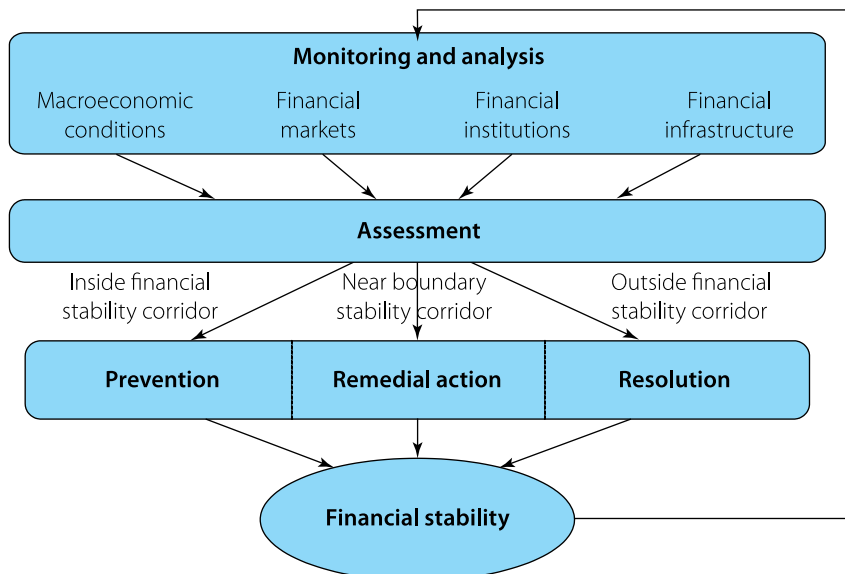 Monitoring and analysis
Macroeconomic
conditions
Financial
markets
Financial
institutions
Financial
infrastructure
Assessment
Inside financial
stability corridor
Near boundary
stability corridor
Outside financial
stability corridor
Prevention
Remedial action
Resolution
Financial stability